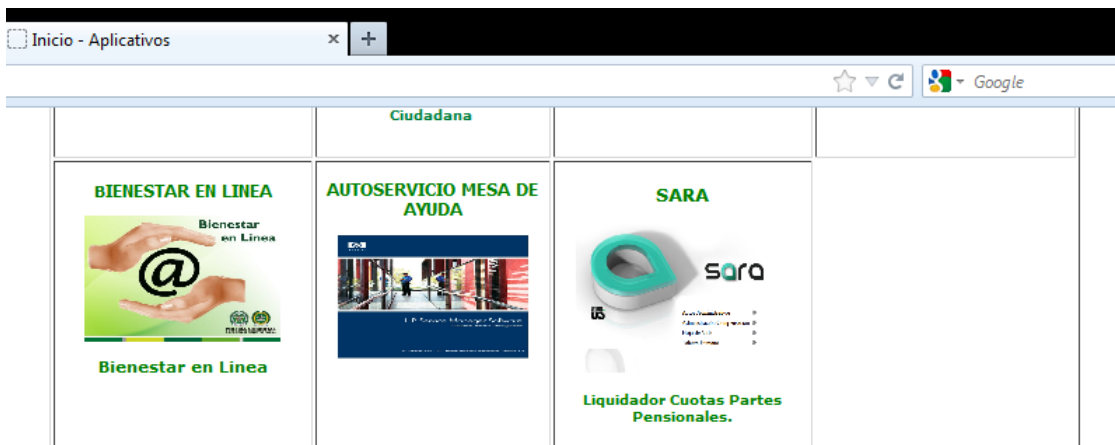 Inicio - Aplicativos
Google
Ciudadana
BIENESTAR EN LINEA
Bienestar
en Linea
@
Bienestar en Linea
AUTOSERVICIO MESA DE
AYUDA
SARA
sara
Liquidador Cuotas Partes
Pensionales.